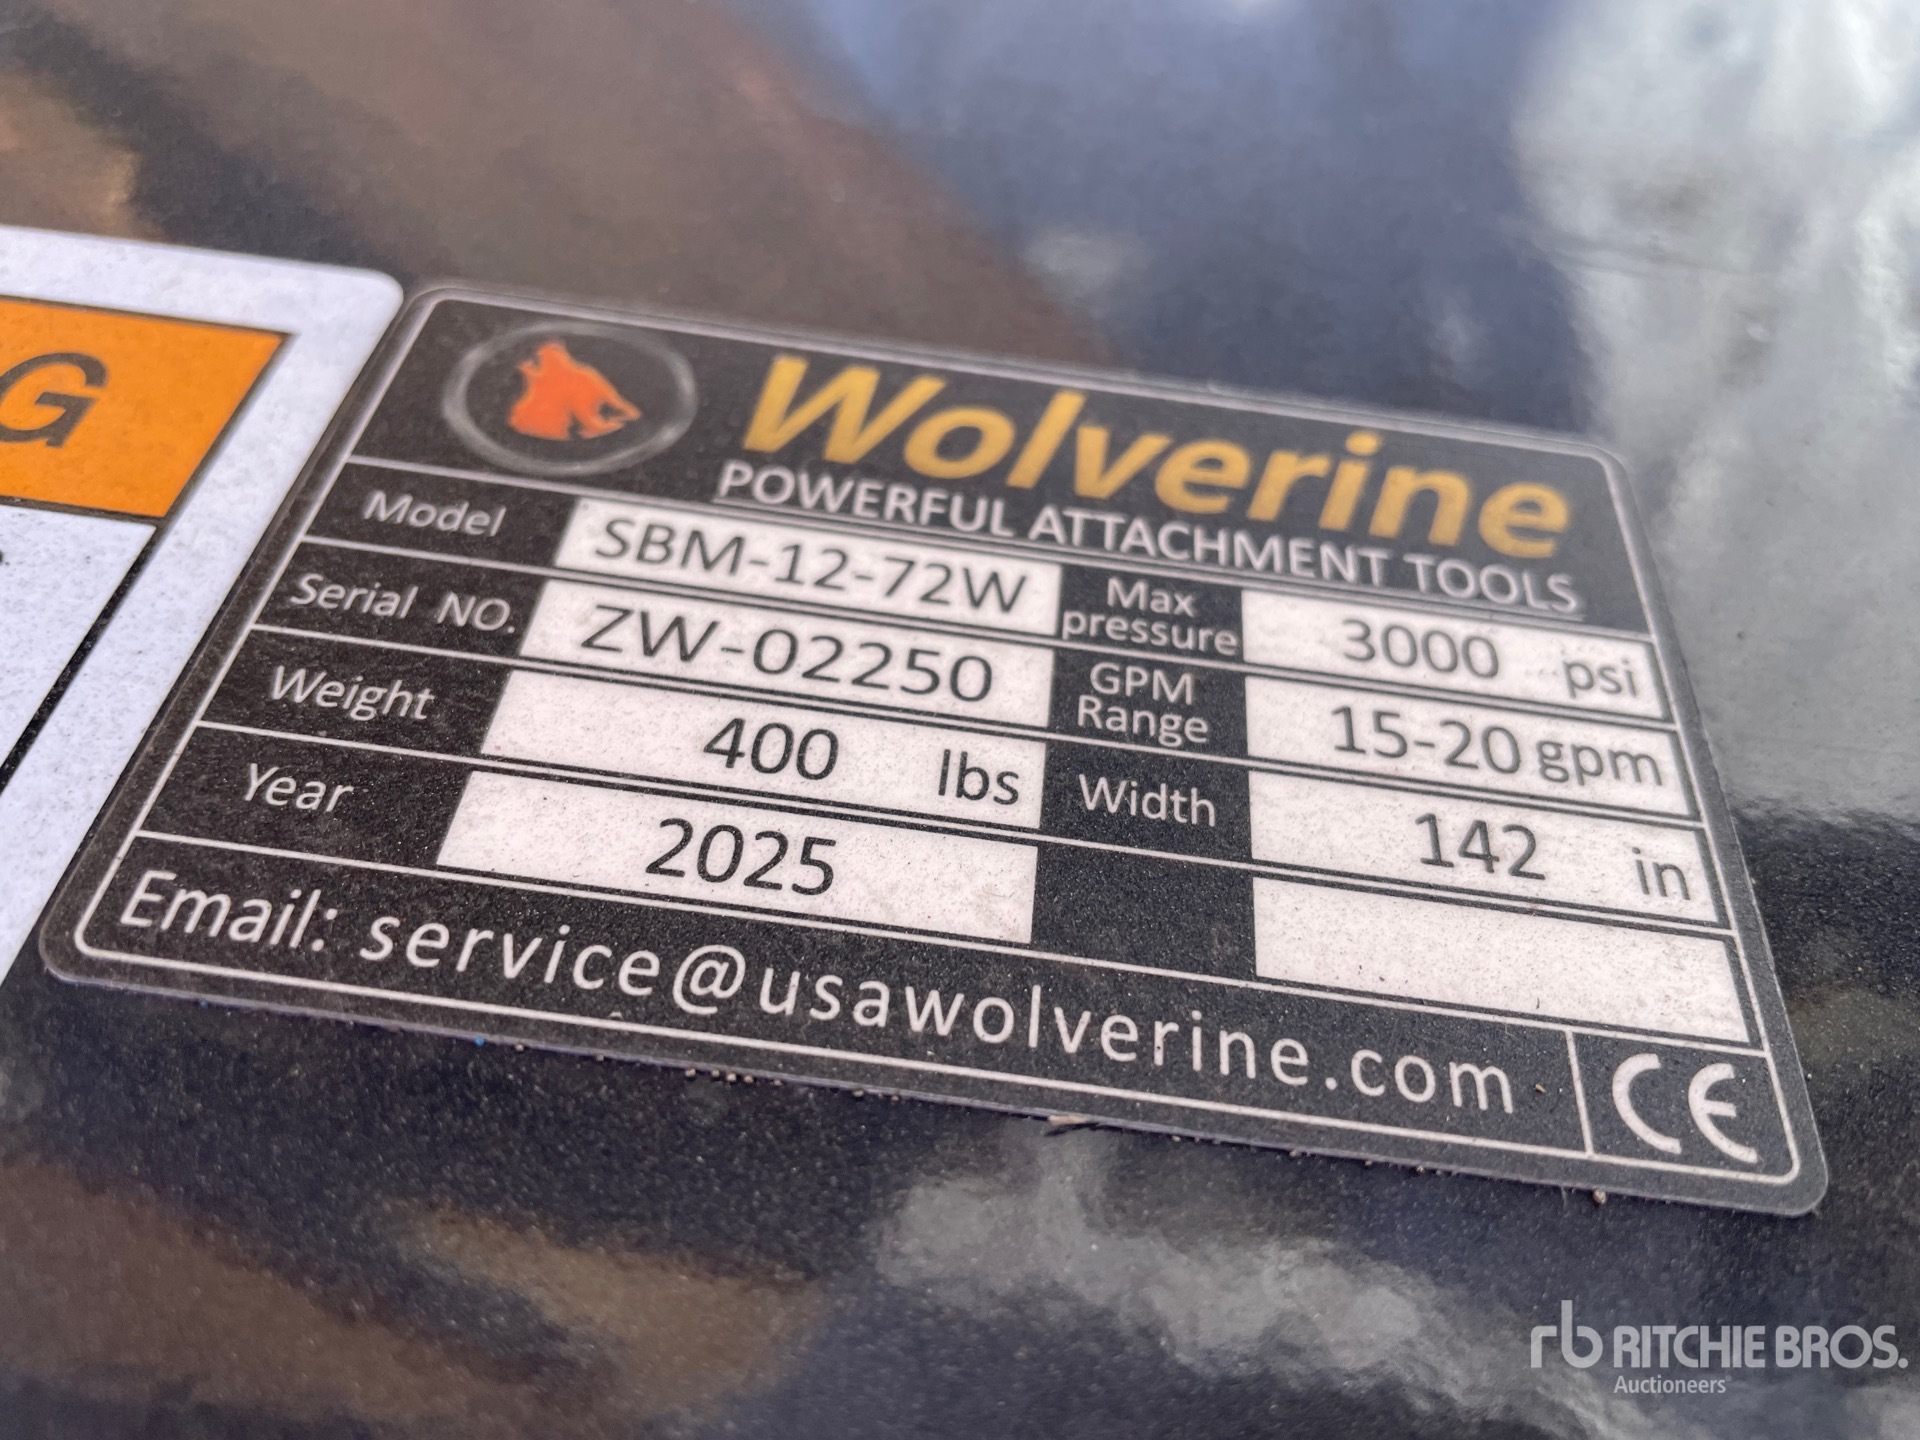 G
Wolverine
POWERFUL ATTACHMENT TOOLS
Model SBM-12-72W Max pressure 3000 psi
Serial NO. ZW-02250 GPM Range 15-20 gpm
Weight 400 lbs Width 142 in
Year 2025
Email: service@usawolverine.com CE
rb RITCHIE BROS.
Auctioneers